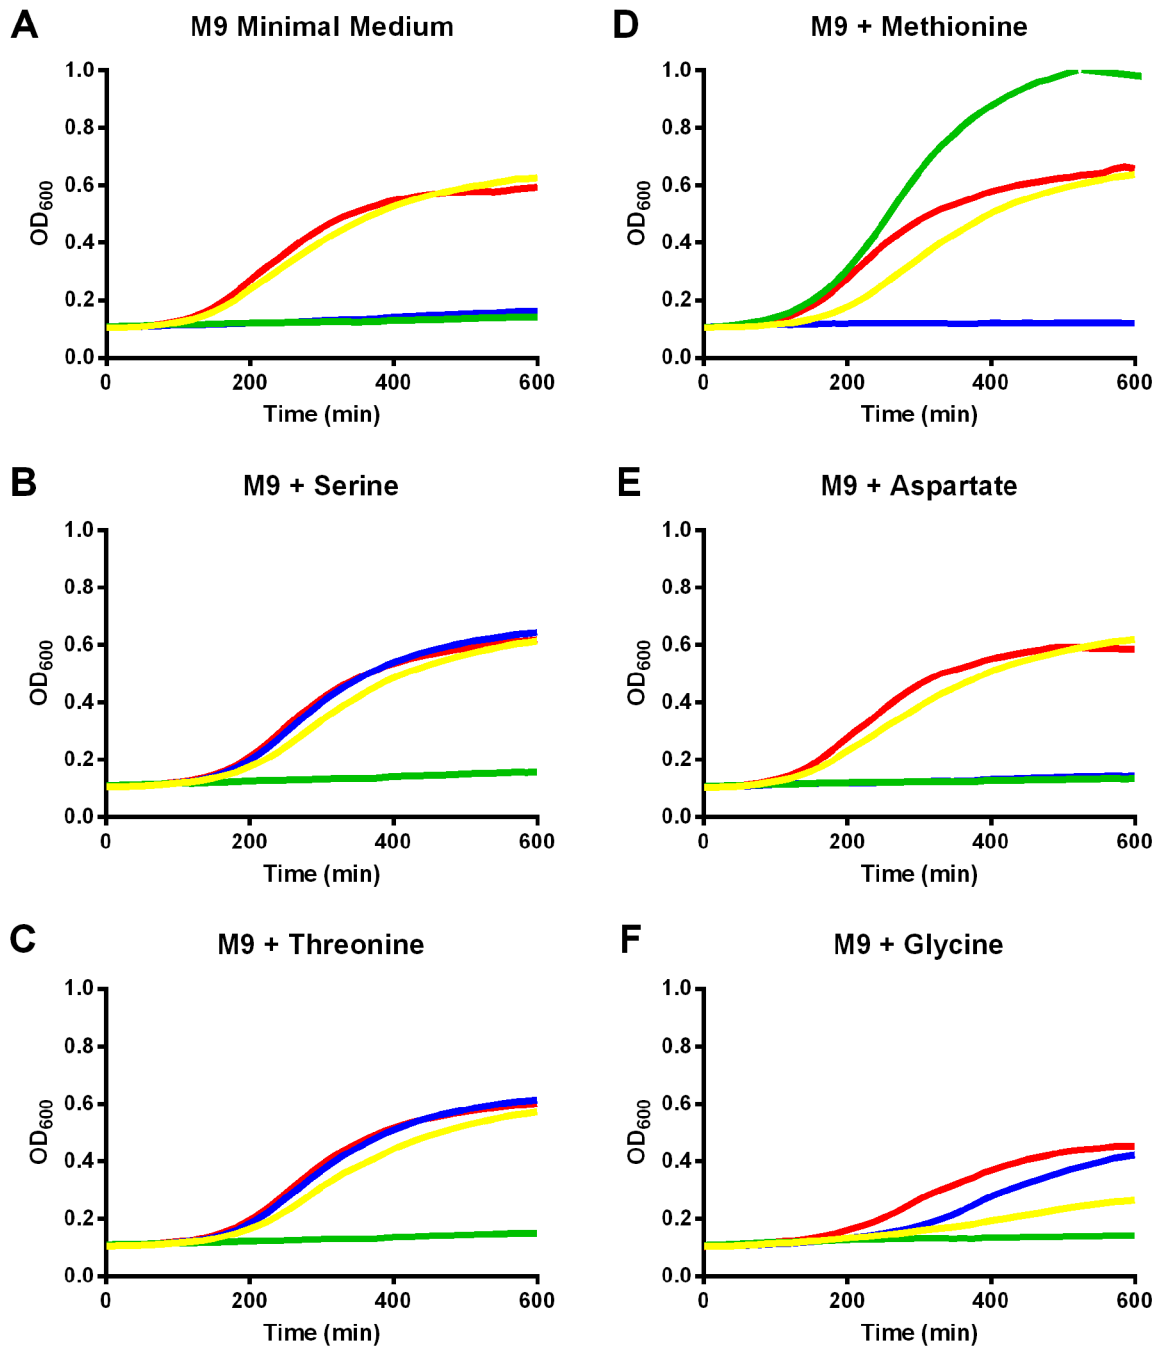 A
M9 Minimal Medium
1.0
0.8
0.6
0.4
0.2
0.0
OD600
0
200
400
600
Time (min)
D
M9 + Methionine
1.0
0.8
0.6
0.4
0.2
0.0
OD600
0
200
400
600
Time (min)
B
M9 + Serine
1.0
0.8
0.6
0.4
0.2
0.0
OD600
0
200
400
600
Time (min)
E
M9 + Aspartate
1.0
0.8
0.6
0.4
0.2
0.0
OD600
0
200
400
600
Time (min)
C
M9 + Threonine
1.0
0.8
0.6
0.4
0.2
0.0
OD600
0
200
400
600
Time (min)
F
M9 + Glycine
1.0
0.8
0.6
0.4
0.2
0.0
OD600
0
200
400
600
Time (min)